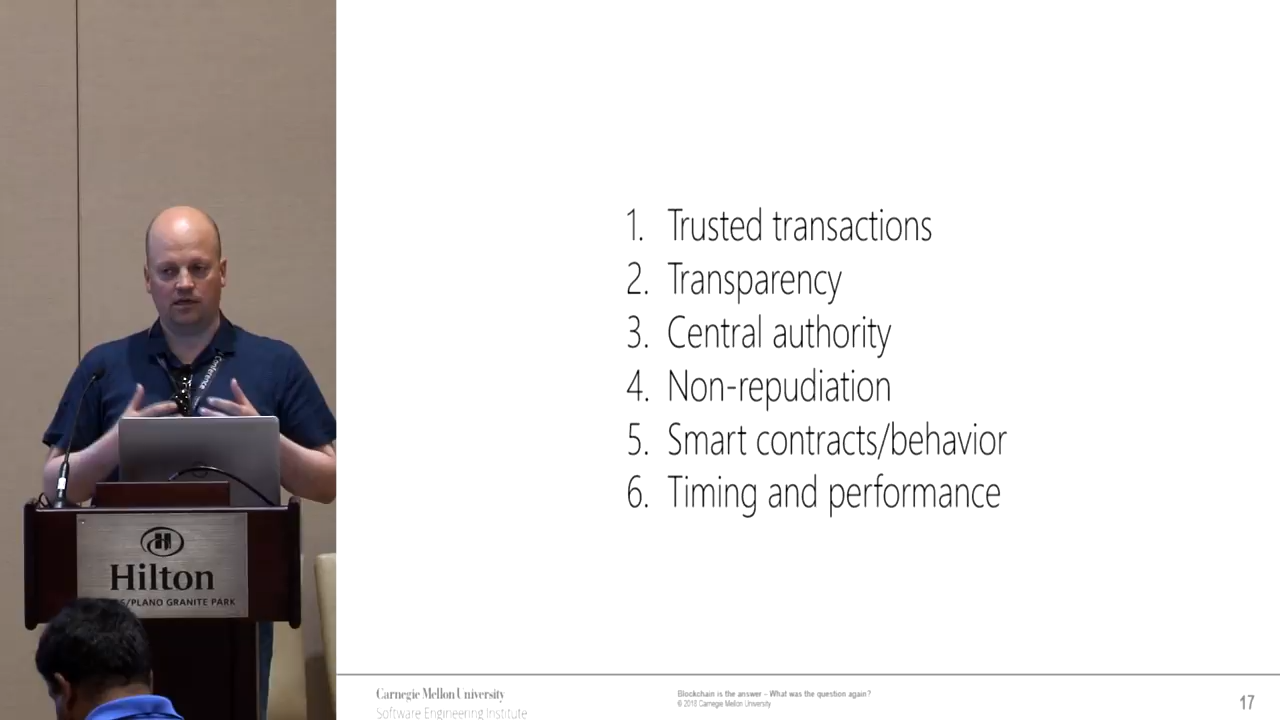 Conference
Hilton
/PLANO GRANITE PARK
1. Trusted transactions
2. Transparency
3. Central authority
4. Non-repudiation
5. Smart contracts/behavior
6. Timing and performance
Carnegie Mellon University
Software Engineering Institute
Blockchain is the answer – What was the question again?
© 2018 Carnegie Mellon University
17